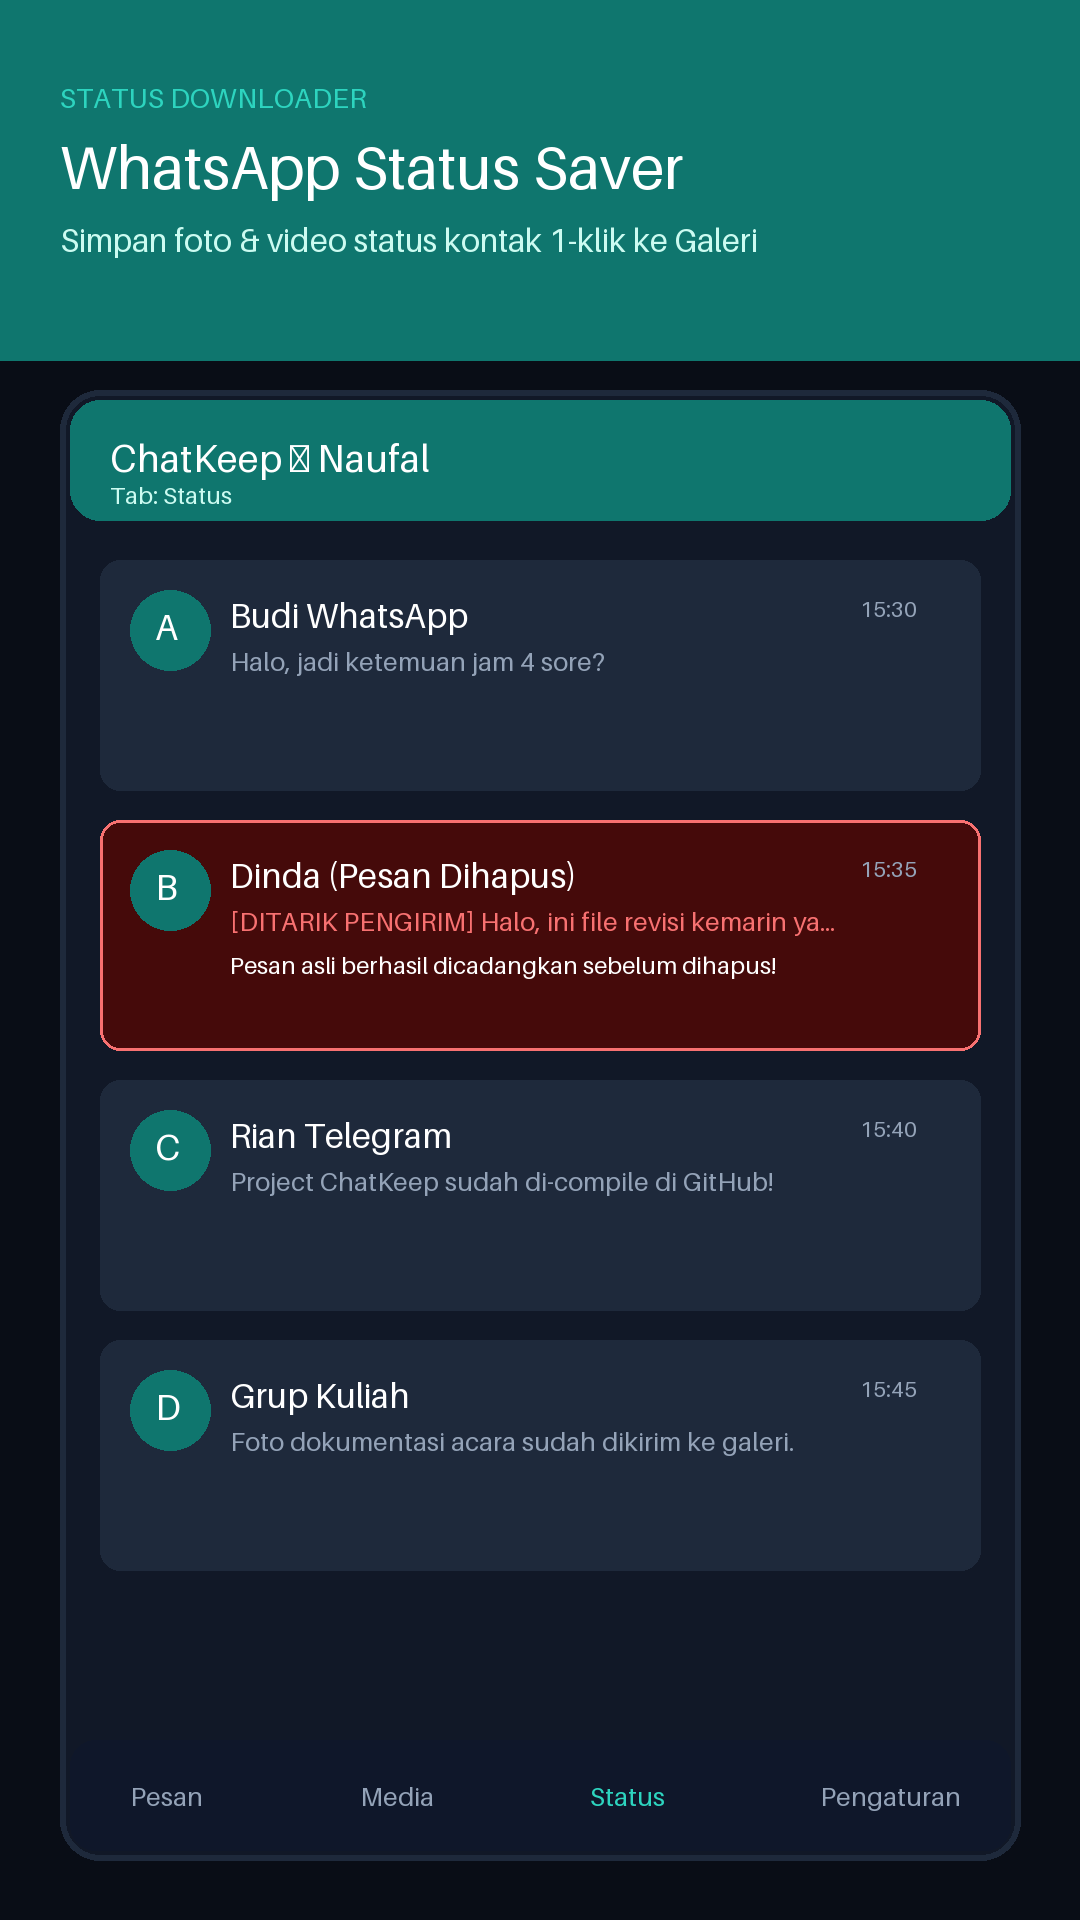 STATUS DOWNLOADER
WhatsApp Status Saver
Simpan foto & video status kontak 1-klik ke Galeri
ChatKeep Naufal
Tab: Status
A
Budi WhatsApp
15:30
Halo, jadi ketemuan jam 4 sore?
B
Dinda (Pesan Dihapus)
15:35
[DITARIK PENGIRIM] Halo, ini file revisi kemarin ya...
Pesan asli berhasil dicadangkan sebelum dihapus!
C
Rian Telegram
15:40
Project ChatKeep sudah di-compile di GitHub!
D
Grup Kuliah
15:45
Foto dokumentasi acara sudah dikirim ke galeri.
Pesan Media Status Pengaturan